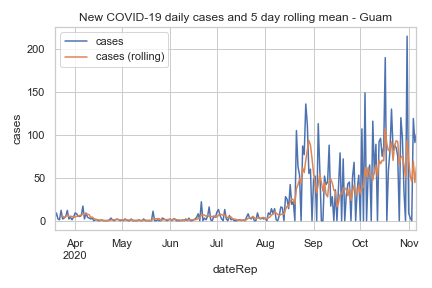 New COVID-19 daily cases and 5 day rolling mean - Guam
cases
cases (rolling)
200
150
100
50
0
cases
Apr May Jun Jul Aug Sep Oct Nov
2020
dateRep